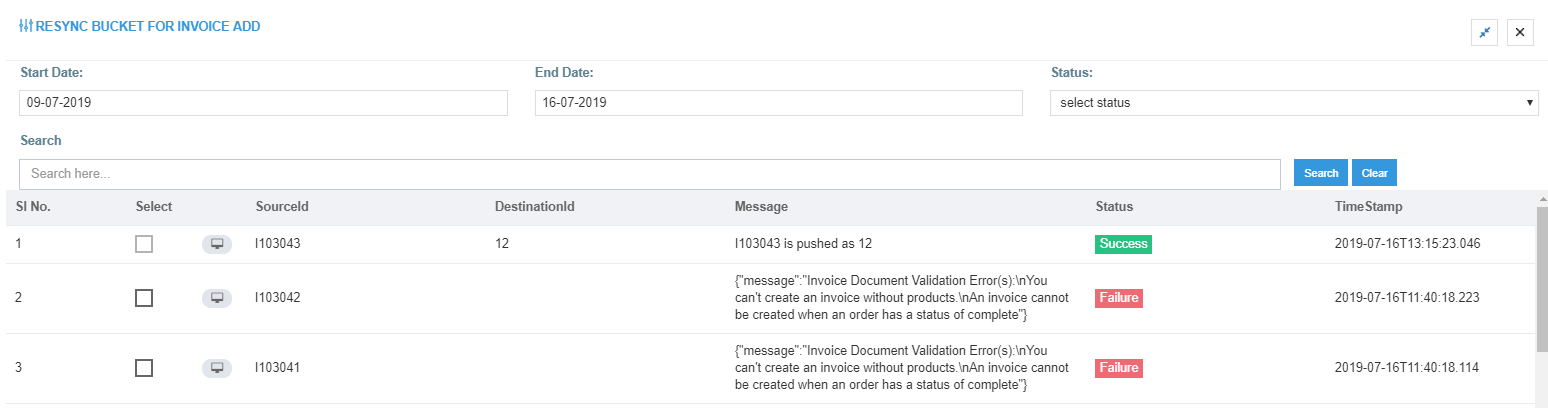 RESYNC BUCKET FOR INVOICE ADD
Start Date: End Date: Status:
09-07-2019 16-07-2019 select status
Search
Search here... Search Clear
Sl No. Select SourceId DestinationId Message Status TimeStamp
1 I103043 12 I103043 is pushed as 12 Success 2019-07-16T13:15:23.046
2 I103042 {"message":"Invoice Document Validation Error(s):\nYou
can't create an invoice without products.\nAn invoice cannot
be created when an order has a status of complete"} Failure 2019-07-16T11:40:18.223
3 I103041 {"message":"Invoice Document Validation Error(s):\nYou
can't create an invoice without products.\nAn invoice cannot
be created when an order has a status of complete"} Failure 2019-07-16T11:40:18.114